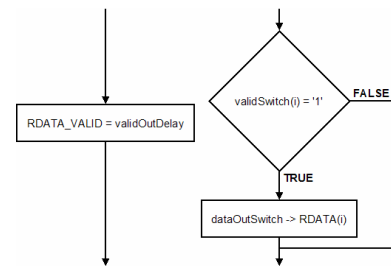 validSwitch(i) = '1'
FALSE
RDATA_VALID = validOutDelay
TRUE
dataOutSwitch -> RDATA(i)